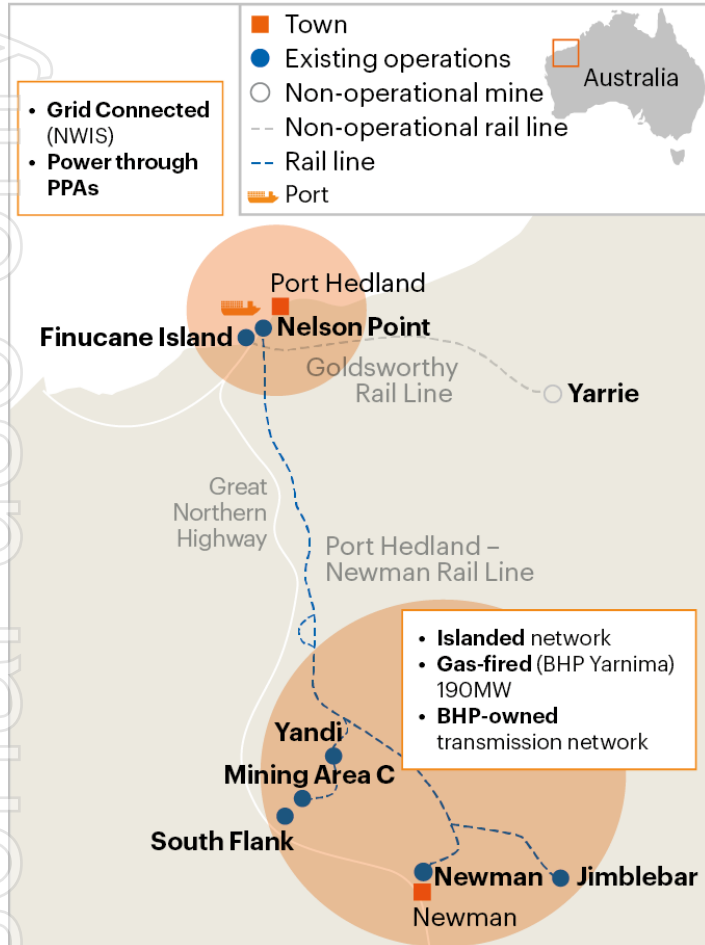 Town
Existing operations
Non-operational mine
Non-operational rail line
Rail line
Port
Australia
• Grid Connected
(NWIS)
• Power through
PPAs
Port Hedland
Nelson Point
Finucane Island
Goldsworthy
Rail Line
Yarrie
Great
Northern
Highway
Port Hedland –
Newman Rail Line
• Islanded network
• Gas-fired (BHP Yarnima)
190MW
• BHP-owned
transmission network
Yandi
Mining Area C
South Flank
Newman
Jimblebar
Newman